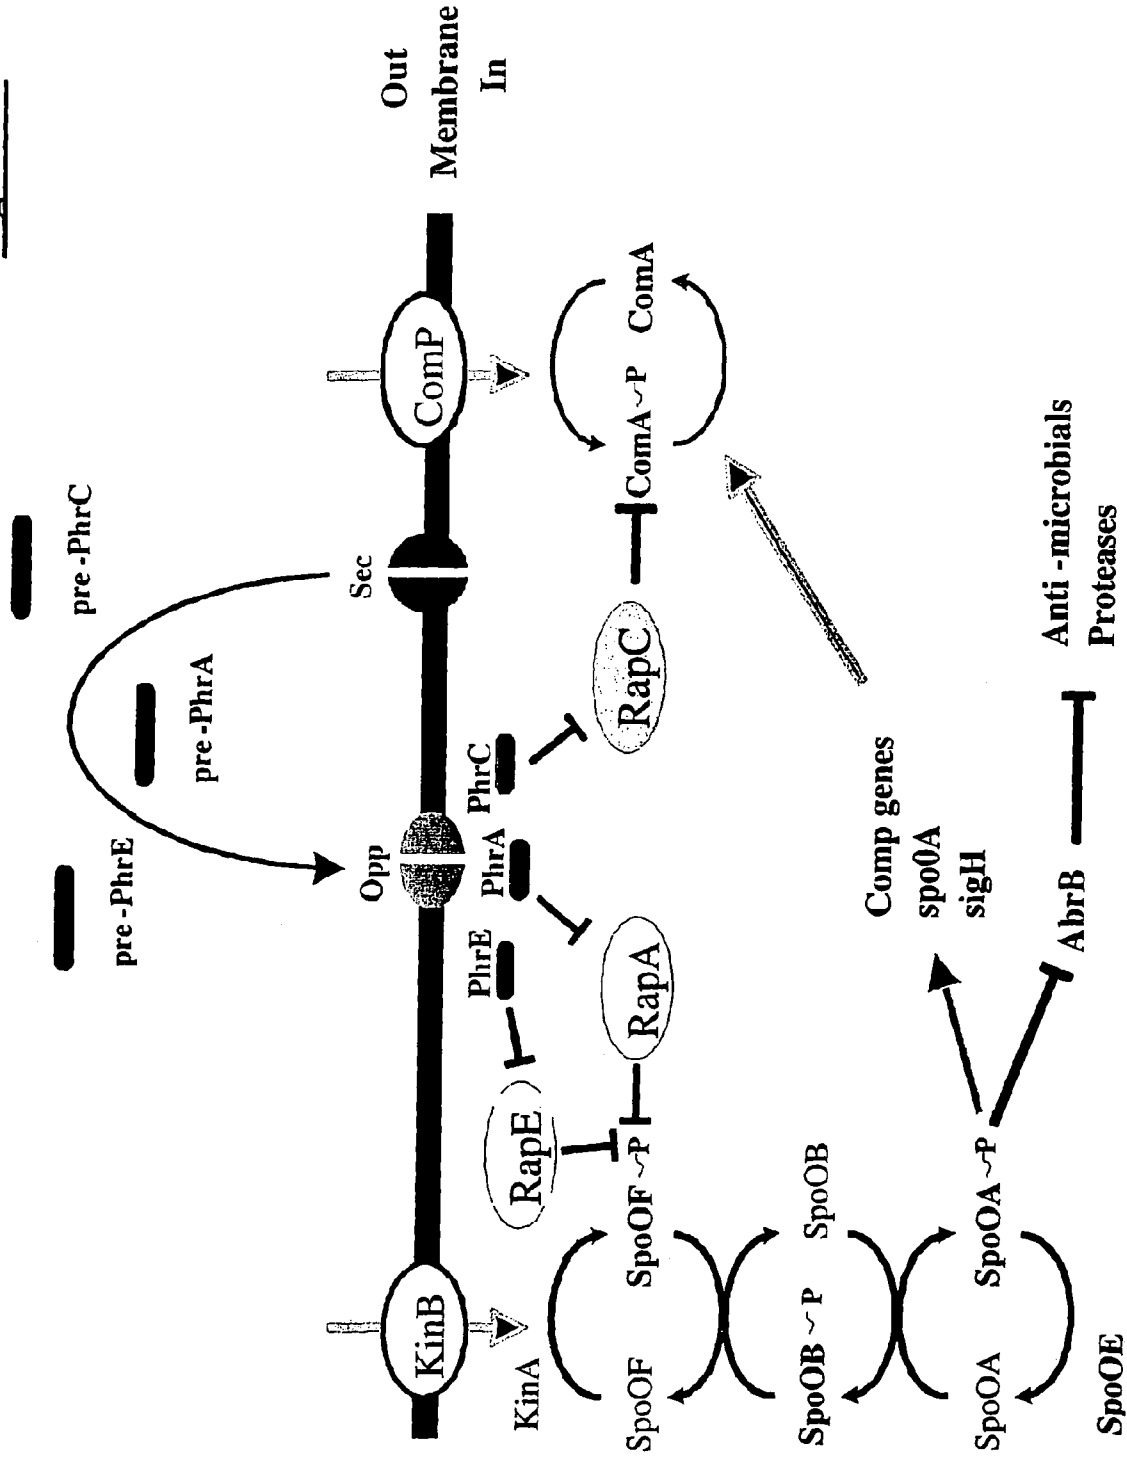 pre-PhrE
pre-PhrA
pre-PhrC
Opp
Sec
Out
Membrane
In
KinB
ComP
KinA
PhrE
PhrA
PhrC
RapE
RapA
RapC
SpoOF
SpoOF~P
ComA~P
ComA
SpoOB~P
SpoOB
SpoOA
SpoOA~P
SpoOE
Comp genes
spo0A
sigH
AbrB
Anti-microbials
Proteases